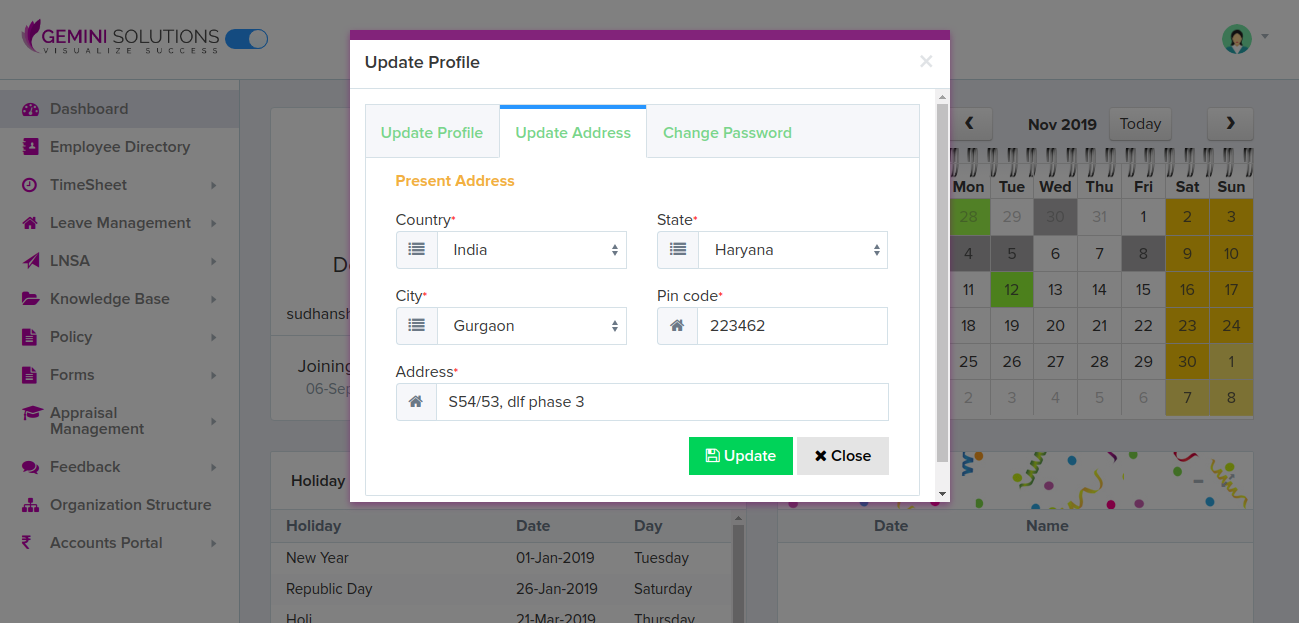 GEMINI SOLUTIONS
VISUALIZE SUCCESS
Dashboard
Employee Directory
TimeSheet
Leave Management
LNSA
Knowledge Base
Policy
Forms
Appraisal
Management
Feedback
Organization Structure
Accounts Portal
Update Profile
×
Update Profile Update Address Change Password
Present Address
Country* State*
India Haryana
City* Pin code*
Gurgaon 223462
Address*
S54/53, dlf phase 3
Update Close
Joining
Nov 2019 Today
Mon Tue Wed Thu Fri Sat Sun
28 29 30 31 1 2 3
4 5 6 7 8 9 10
11 12 13 14 15 16 17
18 19 20 21 22 23 24
25 26 27 28 29 30 1
2 3 4 5 6 7 8
Holiday
Holiday Date Day
New Year 01-Jan-2019 Tuesday
Republic Day 26-Jan-2019 Saturday
Holi 21-Mar-2019 Thursday
Date Name